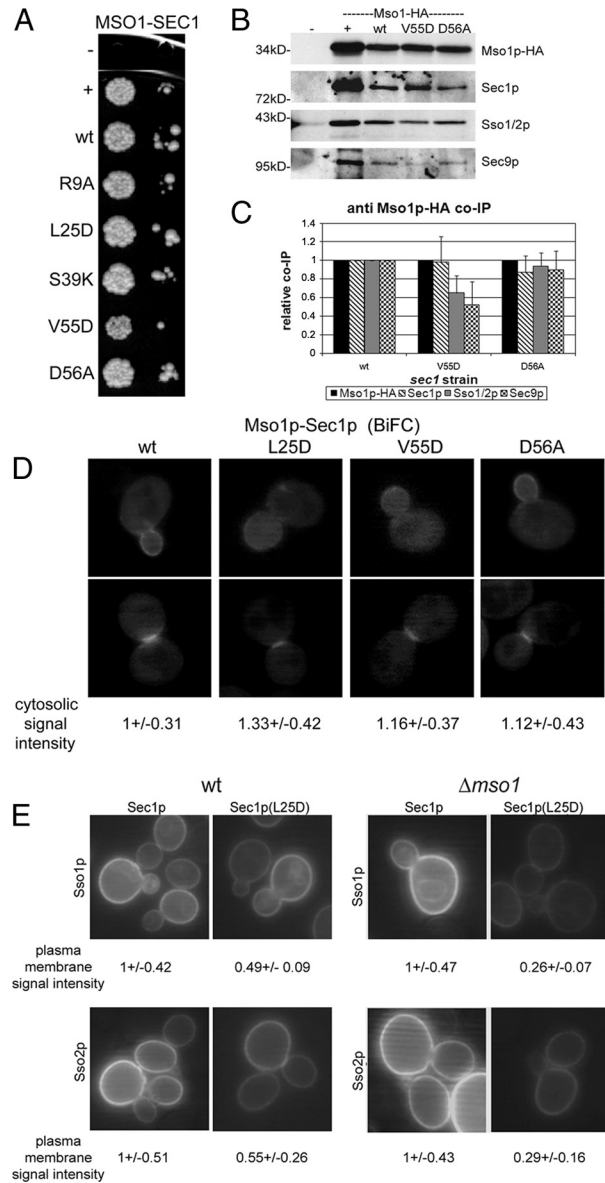 A
MSO1-SEC1
-
+
wt
R9A
L25D
S39K
V55D
D56A
B
-------Mso1-HA--------
- + wt V55D D56A
34kD- Mso1p-HA
72kD- Sec1p
43kD- Sso1/2p
95kD- Sec9p
C
anti Mso1p-HA co-IP
relative co-IP
1.4
1.2
1
0.8
0.6
0.4
0.2
0
wt V55D D56A
sec1 strain
Mso1p-HA Sec1p Sso1/2p Sec9p
D
Mso1p-Sec1p (BiFC)
wt L25D V55D D56A
cytosolic
signal
intensity
1+/-0.31 1.33+/-0.42 1.16+/-0.37 1.12+/-0.43
E
wt Δmso1
Sec1p Sec1p(L25D) Sec1p Sec1p(L25D)
Sso1p Sso1p
plasma
membrane
signal intensity
1+/-0.42 0.49+/- 0.09 1+/-0.47 0.26+/-0.07
Sso2p Sso2p
plasma
membrane
signal intensity
1+/-0.51 0.55+/-0.26 1+/-0.43 0.29+/-0.16